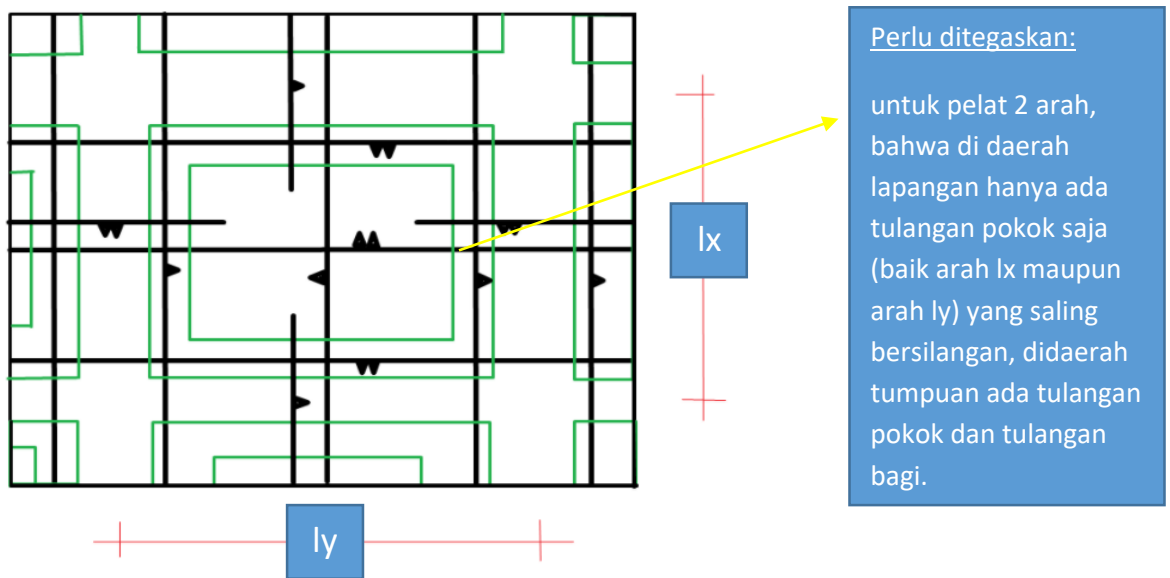 Perlu ditegaskan:
untuk pelat 2 arah,
bahwa di daerah
lapangan hanya ada
tulangan pokok saja
(baik arah lx maupun
arah ly) yang saling
bersilangan, didaerah
tumpuan ada tulangan
pokok dan tulangan
bagi.
lx
ly